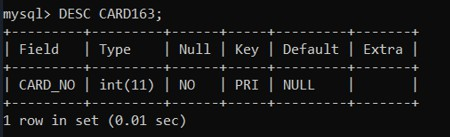 mysql> DESC CARD163;
+---------+---------+------+-----+---------+-------+
| Field   | Type    | Null | Key | Default | Extra |
+---------+---------+------+-----+---------+-------+
| CARD_NO | int(11) | NO   | PRI | NULL    |       |
+---------+---------+------+-----+---------+-------+
1 row in set (0.01 sec)